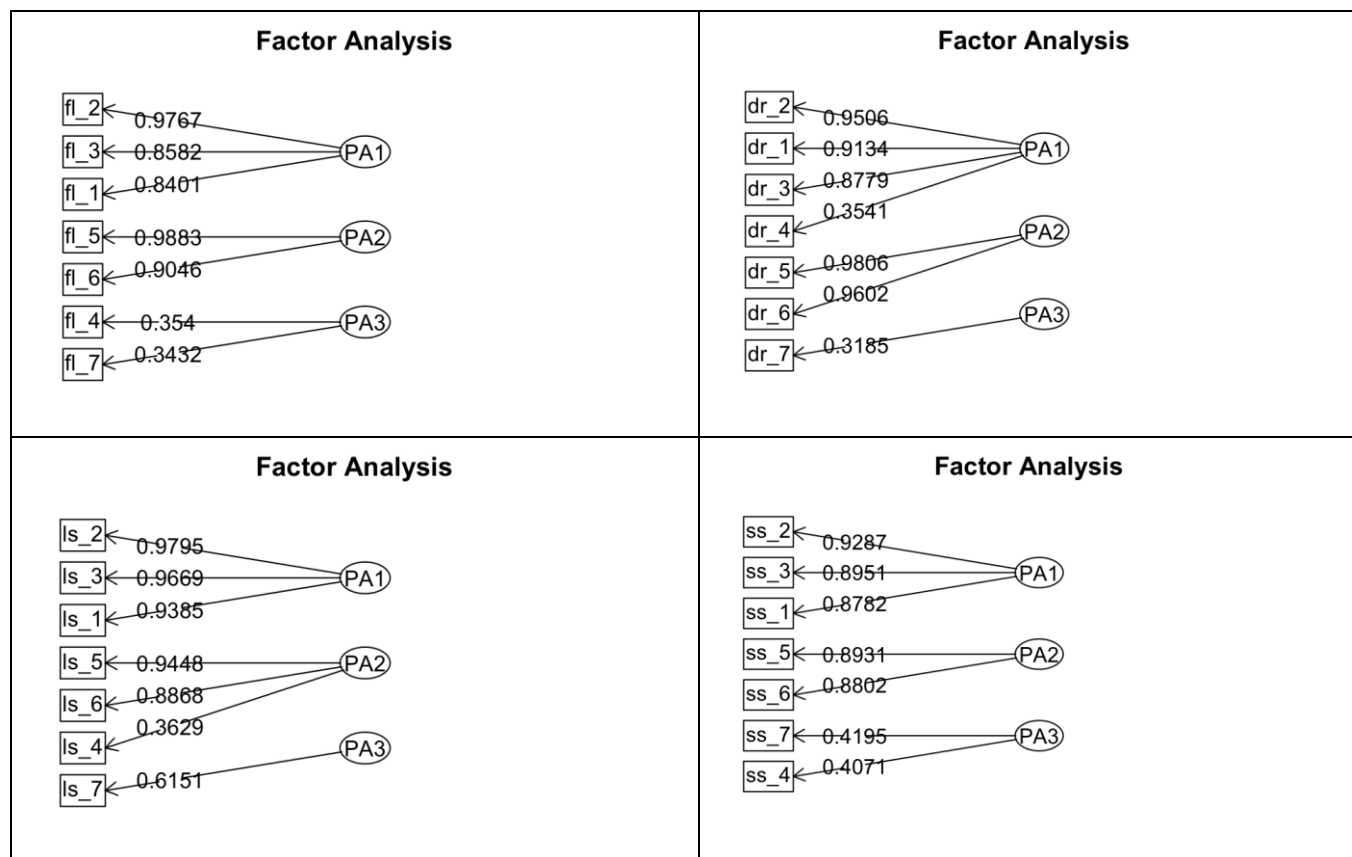 Factor Analysis
fl_2
0.9767
fl_3
0.8582
PA1
fl_1
0.8401
fl_5
0.9883
PA2
fl_6
0.9046
fl_4
0.354
PA3
fl_7
0.3432
Factor Analysis
dr_2
0.9506
dr_1
0.9134
PA1
dr_3
0.8779
dr_4
0.3541
PA2
dr_5
0.9806
dr_6
0.9602
PA3
dr_7
0.3185
Factor Analysis
ls_2
0.9795
ls_3
0.9669
PA1
ls_1
0.9385
ls_5
0.9448
PA2
ls_6
0.8868
ls_4
0.3629
PA3
ls_7
0.6151
Factor Analysis
ss_2
0.9287
ss_3
0.8951
PA1
ss_1
0.8782
ss_5
0.8931
PA2
ss_6
0.8802
ss_7
0.4195
PA3
ss_4
0.4071